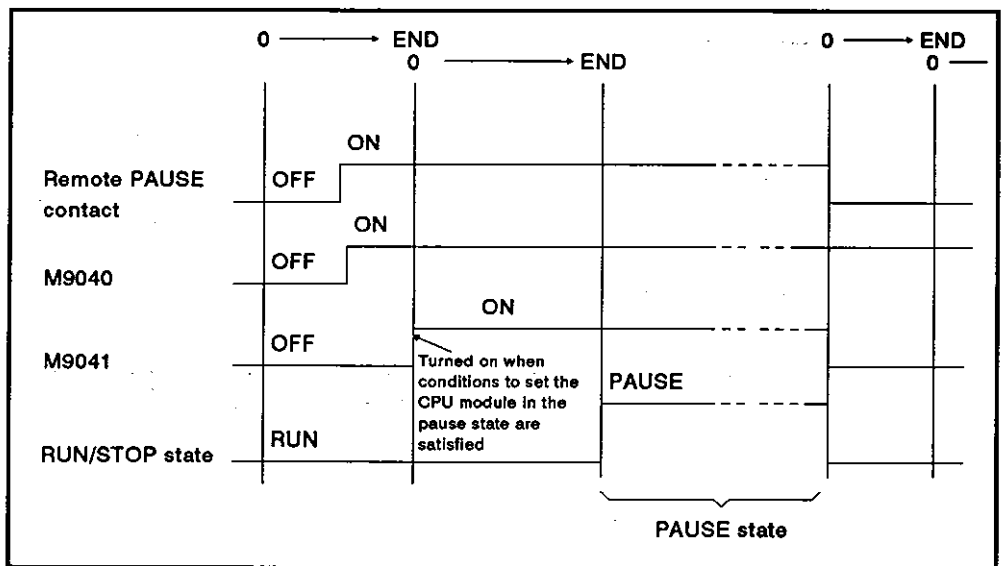 0 END 0 END
0 END 0
ON
Remote PAUSE OFF
contact
ON
OFF
M9040
ON
OFF
M9041
Turned on when
conditions to set the
CPU module in the
pause state are
satisfied
PAUSE
RUN
RUN/STOP state
PAUSE state